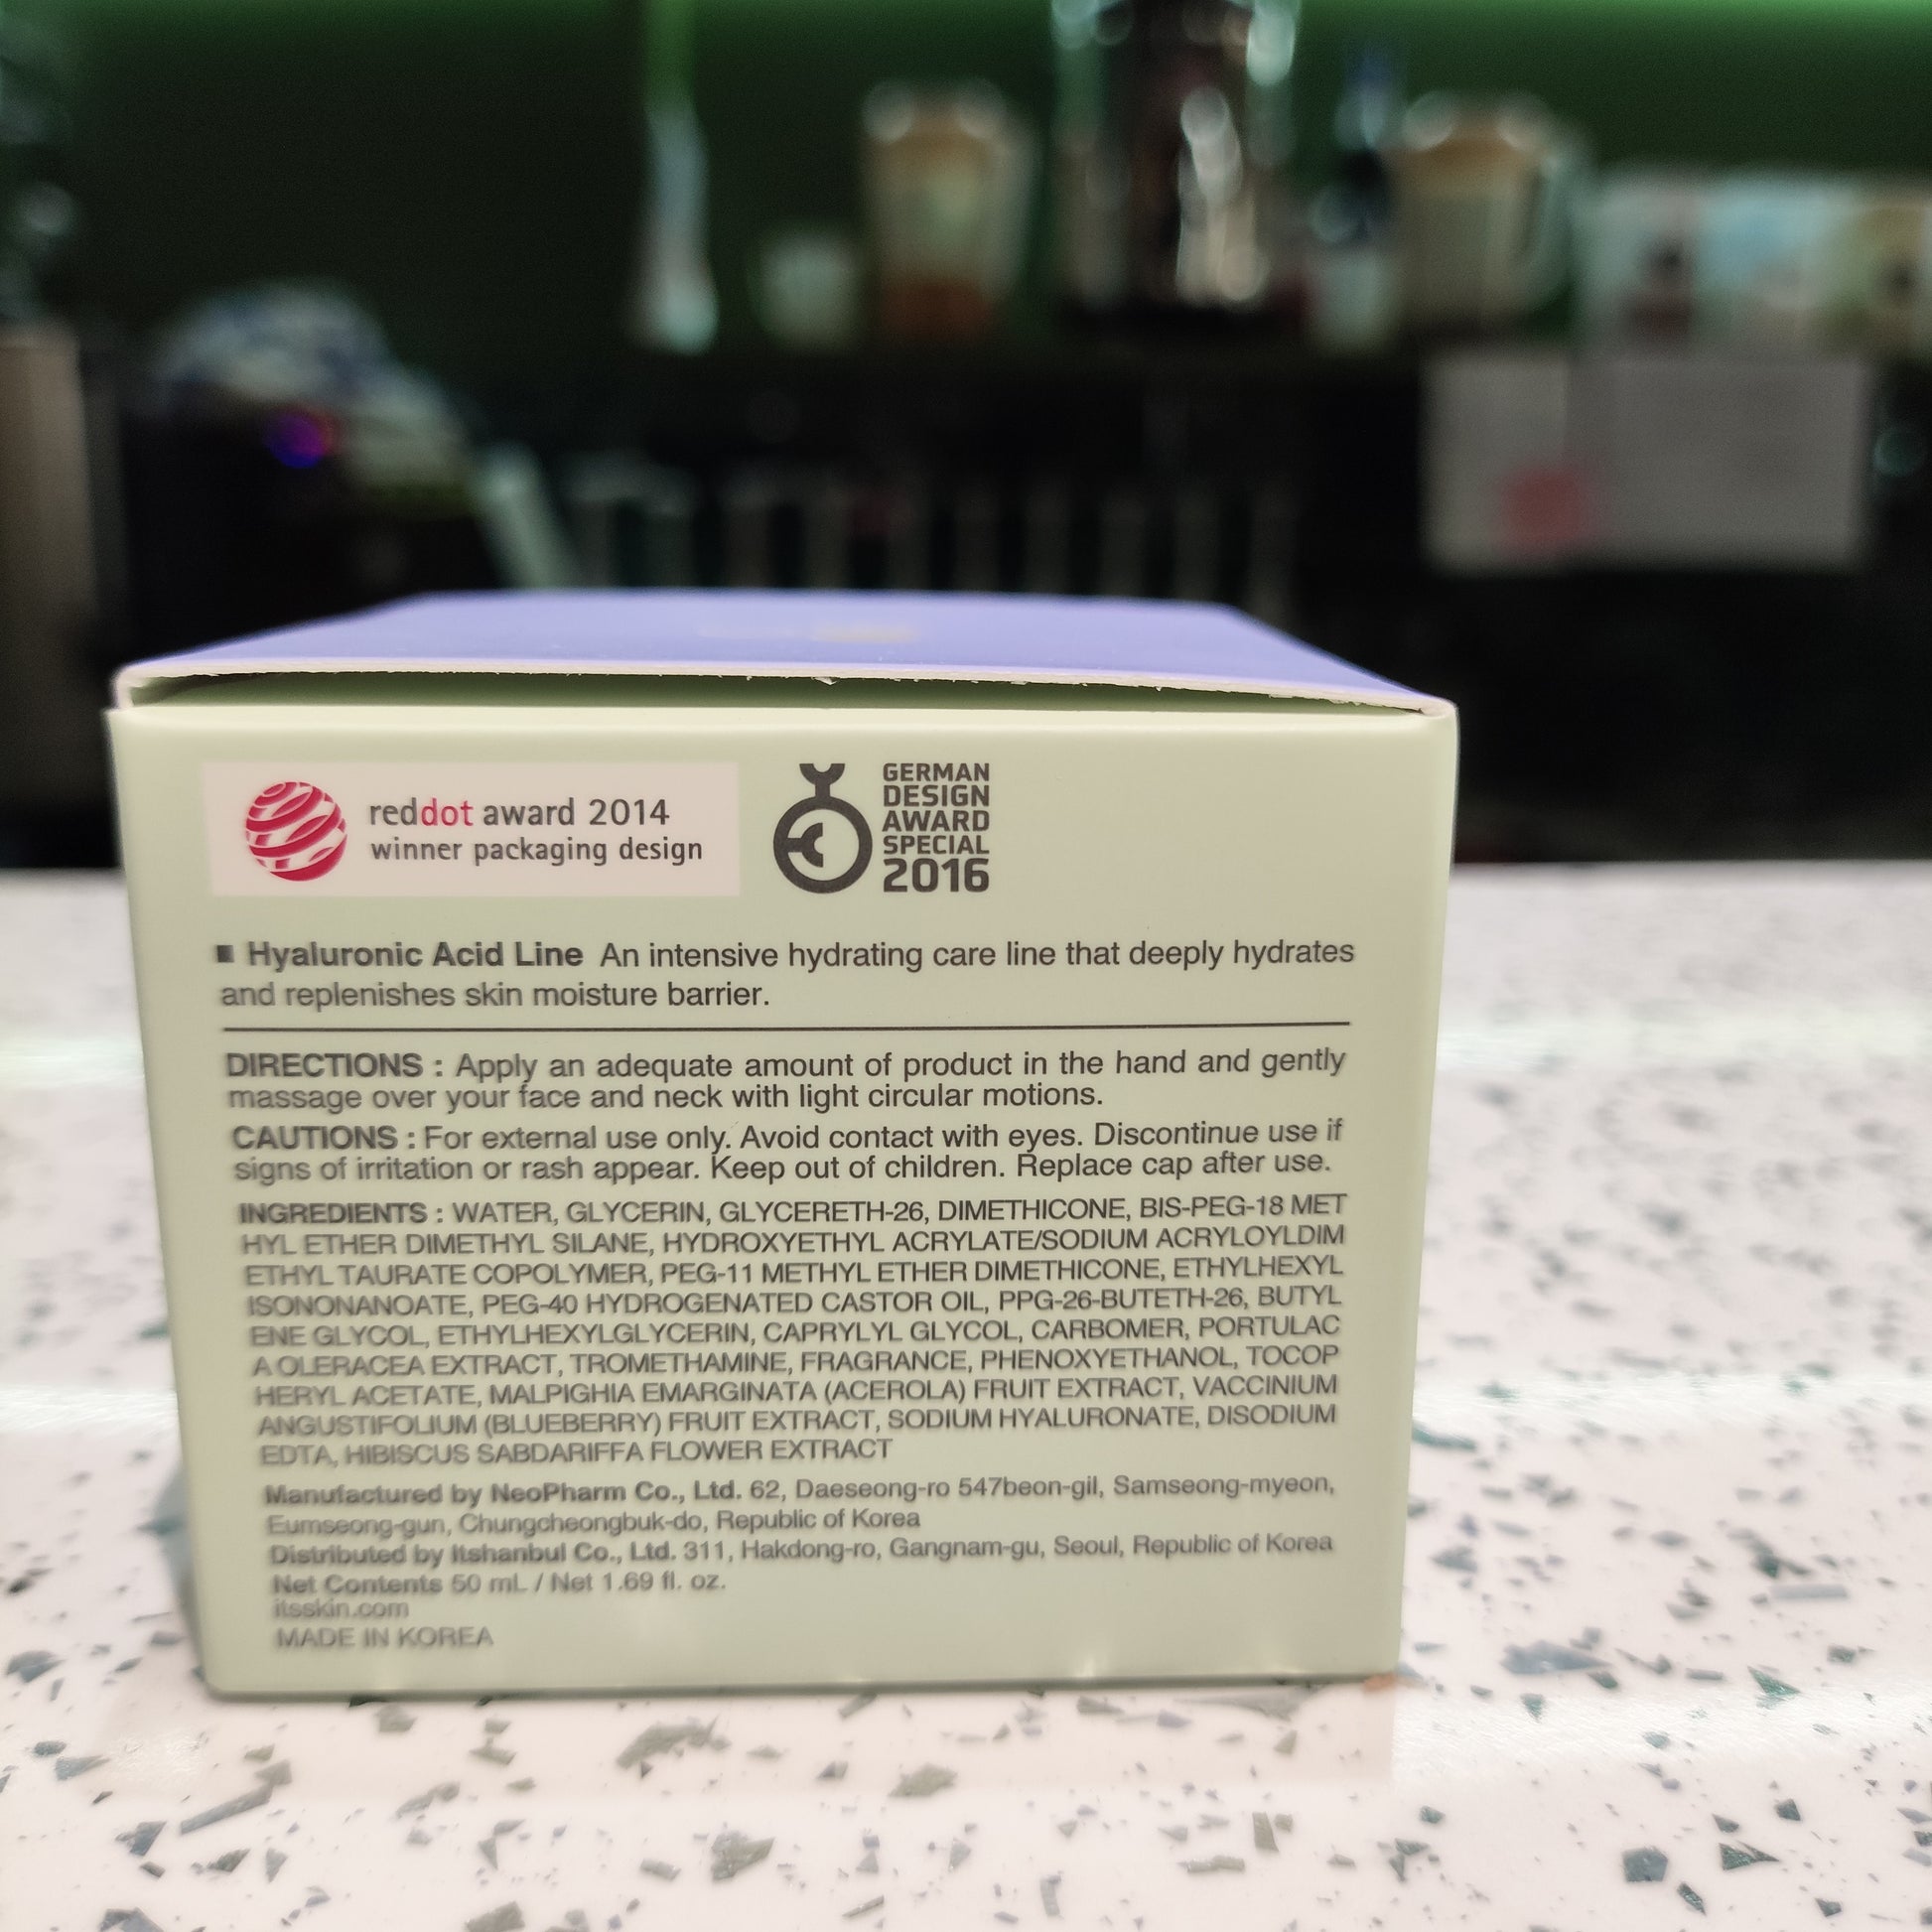 reddot award 2014
winner packaging design
GERMAN
DESIGN
AWARD
SPECIAL
2016
■ Hyaluronic Acid Line An intensive hydrating care line that deeply hydrates
and replenishes skin moisture barrier.
DIRECTIONS : Apply an adequate amount of product in the hand and gently
massage over your face and neck with light circular motions.
CAUTIONS : For external use only. Avoid contact with eyes. Discontinue use if
signs of irritation or rash appear. Keep out of children. Replace cap after use.
INGREDIENTS : WATER, GLYCERIN, GLYCERETH-26, DIMETHICONE, BIS-PEG-18 MET
HYL ETHER DIMETHYL SILANE, HYDROXYETHYL ACRYLATE/SODIUM ACRYLOYLDIM
ETHYL TAURATE COPOLYMER, PEG-11 METHYL ETHER DIMETHICONE, ETHYLHEXYL
ISONONANOATE, PEG-40 HYDROGENATED CASTOR OIL, PPG-26-BUTETH-26, BUTYL
ENE GLYCOL, ETHYLHEXYLGLYCERIN, CAPRYLYL GLYCOL, CARBOMER, PORTULAC
A OLERACEA EXTRACT, TROMETHAMINE, FRAGRANCE, PHENOXYETHANOL, TOCOP
HERYL ACETATE, MALPIGHIA EMARGINATA (ACEROLA) FRUIT EXTRACT, VACCINIUM
ANGUSTIFOLIUM (BLUEBERRY) FRUIT EXTRACT, SODIUM HYALURONATE, DISODIUM
EDTA, HIBISCUS SABDARIFFA FLOWER EXTRACT
Manufactured by NeoPharm Co., Ltd. 62, Daeseong-ro 547beon-gil, Samseong-myeon,
Eumseong-gun, Chungcheongbuk-do, Republic of Korea
Distributed by Itshanbul Co., Ltd. 311, Hakdong-ro, Gangnam-gu, Seoul, Republic of Korea
Net Contents 50 mL / Net 1.69 fl. oz.
itsskin.com
MADE IN KOREA